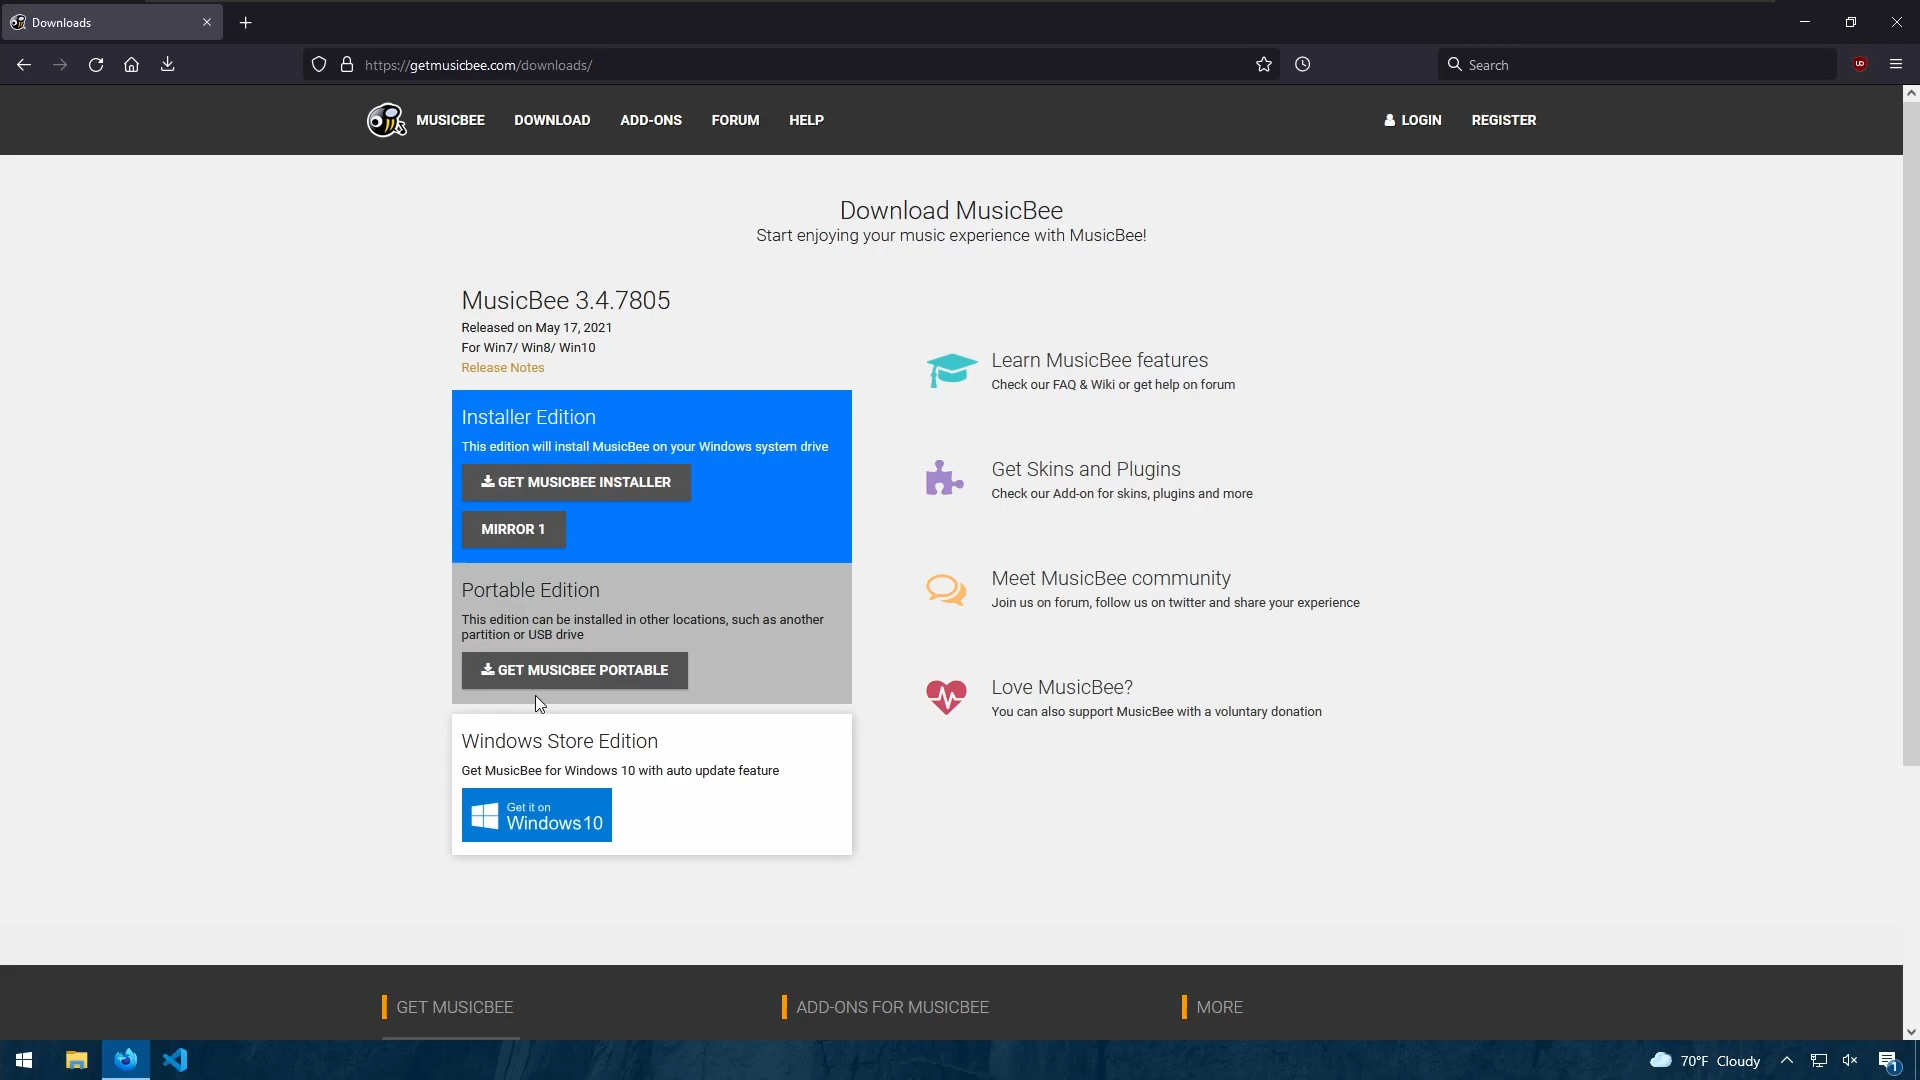 Downloads
https://getmusicbee.com/downloads/
Search
MUSICBEE DOWNLOAD ADD-ONS FORUM HELP LOGIN REGISTER
Download MusicBee
Start enjoying your music experience with MusicBee!
MusicBee 3.4.7805
Released on May 17, 2021
For Win7/ Win8/ Win10
Release Notes
Installer Edition
This edition will install MusicBee on your Windows system drive
GET MUSICBEE INSTALLER
MIRROR 1
Portable Edition
This edition can be installed in other locations, such as another
partition or USB drive
GET MUSICBEE PORTABLE
Windows Store Edition
Get MusicBee for Windows 10 with auto update feature
Get it on
Windows 10
Learn MusicBee features
Check our FAQ & Wiki or get help on forum
Get Skins and Plugins
Check our Add-on for skins, plugins and more
Meet MusicBee community
Join us on forum, follow us on twitter and share your experience
Love MusicBee?
You can also support MusicBee with a voluntary donation
GET MUSICBEE
ADD-ONS FOR MUSICBEE
MORE
70°F Cloudy
1